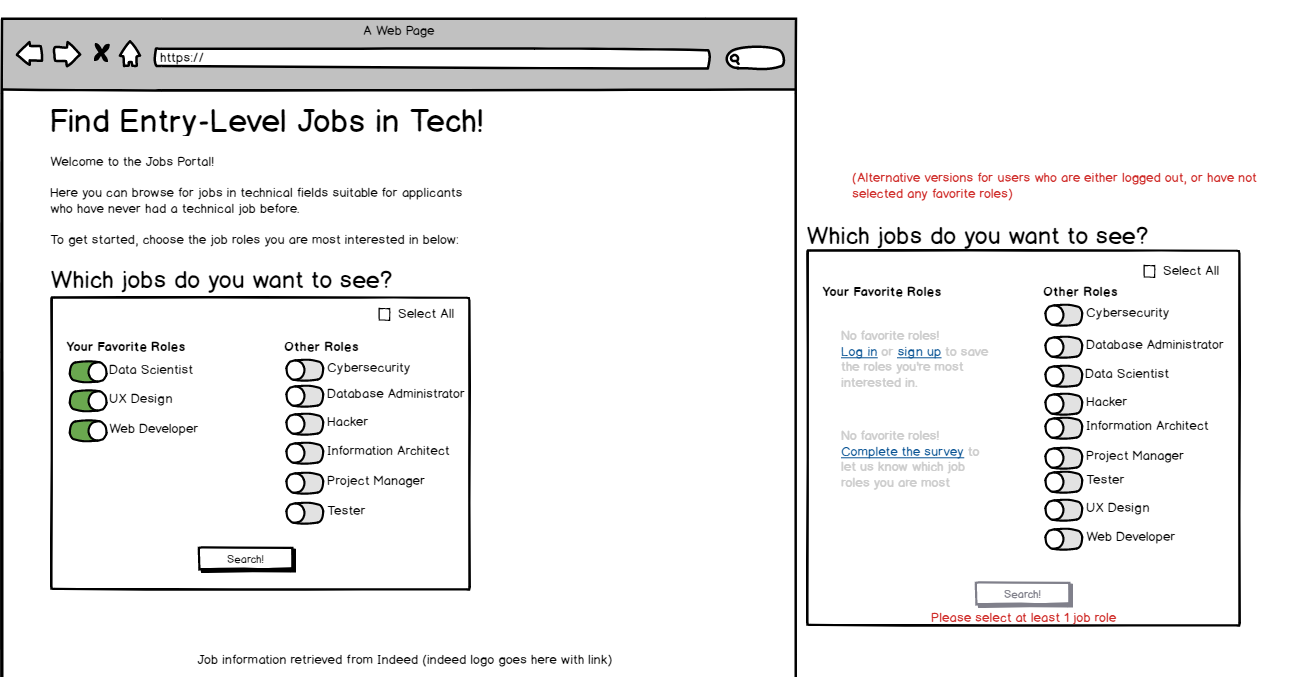 A Web Page
https://
Find Entry-Level Jobs in Tech!
Welcome to the Jobs Portal!
Here you can browse for jobs in technical fields suitable for applicants
who have never had a technical job before.
To get started, choose the job roles you are most interested in below:
Which jobs do you want to see?
Select All
Your Favorite Roles
Data Scientist
UX Design
Web Developer
Other Roles
Cybersecurity
Database Administrator
Hacker
Information Architect
Project Manager
Tester
Search!
Job information retrieved from Indeed (indeed logo goes here with link)
(Alternative versions for users who are either logged out, or have not
selected any favorite roles)
Which jobs do you want to see?
Select All
Your Favorite Roles
No favorite roles!
Log in or sign up to save
the roles you're most
interested in.
No favorite roles!
Complete the survey to
let us know which job
roles you are most
Other Roles
Cybersecurity
Database Administrator
Data Scientist
Hacker
Information Architect
Project Manager
Tester
UX Design
Web Developer
Search!
Please select at least 1 job role